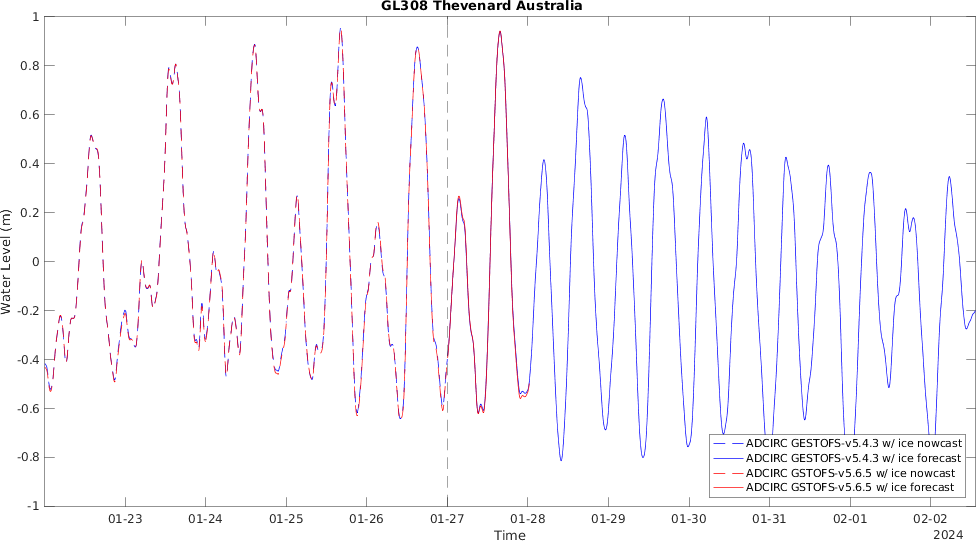 GL308 Thevenard Australia
Water Level (m)
1
0.8
0.6
0.4
0.2
0
-0.2
-0.4
-0.6
-0.8
-1
ADCIRC GESTOFS-v5.4.3 w/ ice nowcast
ADCIRC GESTOFS-v5.4.3 w/ ice forecast
ADCIRC GSTOFS-v5.6.5 w/ ice nowcast
ADCIRC GSTOFS-v5.6.5 w/ ice forecast
01-23 01-24 01-25 01-26 01-27 01-28 01-29 01-30 01-31 02-01 02-02
Time
2024